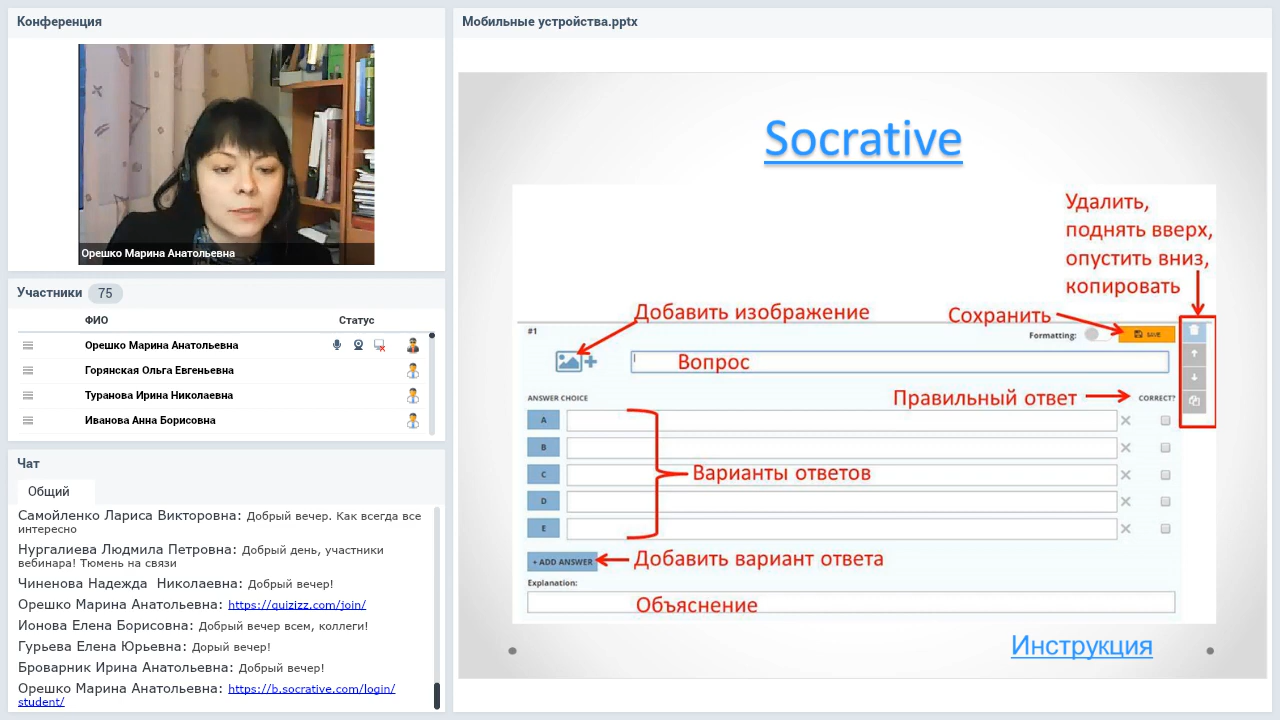 Конференция
Орешко Марина Анатольевна
Участники 75
ФИО Статус
Орешко Марина Анатольевна
Горянская Ольга Евгеньевна
Туранова Ирина Николаевна
Иванова Анна Борисовна
Чат
Общий
Самойленко Лариса Викторовна: Добрый вечер. Как всегда все
интересно
Нургалиева Людмила Петровна: Добрый день, участники
вебинара! Тюмень на связи
Чиненова Надежда Николаевна: Добрый вечер!
Орешко Марина Анатольевна: https://quizizz.com/join/
Ионова Елена Борисовна: Добрый вечер всем, коллеги!
Гурьева Елена Юрьевна: Дорый вечер!
Броварник Ирина Анатольевна: Добрый вечер!
Орешко Марина Анатольевна: https://b.socrative.com/login/
student/
Мобильные устройства.pptx
Socrative
Удалить,
поднять вверх,
опустить вниз,
копировать
Добавить изображение
Сохранить
#1
Formatting:
SAVE
Вопрос
ANSWER CHOICE
Правильный ответ
CORRECT?
A
B
C
Варианты ответов
D
E
+ ADD ANSWER
Добавить вариант ответа
Explanation:
Объяснение
Инструкция